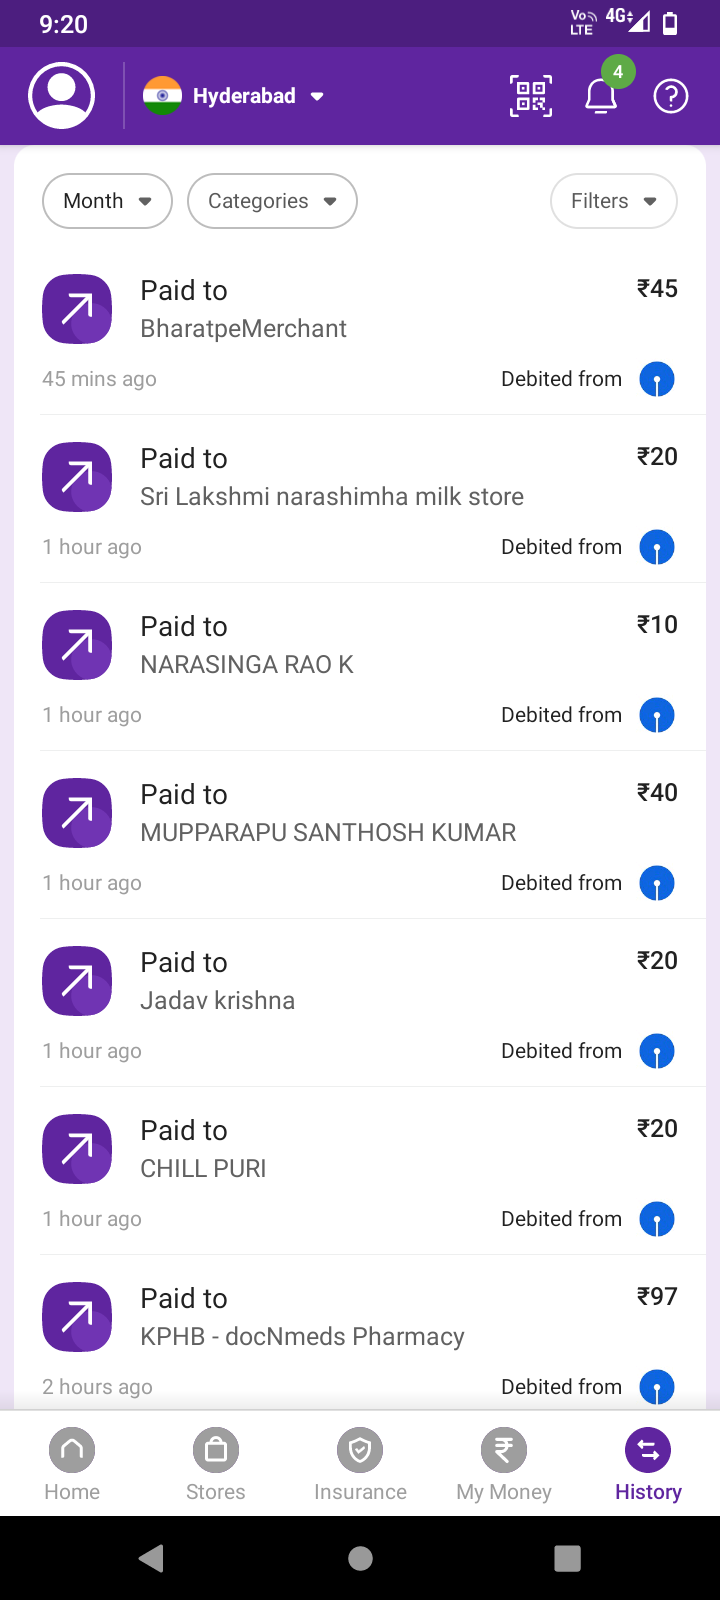 9:20
Vo LTE 4G
Hyderabad
4
?
Month
Categories
Filters
Paid to
₹45
BharatpeMerchant
45 mins ago
Debited from
Paid to
₹20
Sri Lakshmi narashimha milk store
1 hour ago
Debited from
Paid to
₹10
NARASINGA RAO K
1 hour ago
Debited from
Paid to
₹40
MUPPARAPU SANTHOSH KUMAR
1 hour ago
Debited from
Paid to
₹20
Jadav krishna
1 hour ago
Debited from
Paid to
₹20
CHILL PURI
1 hour ago
Debited from
Paid to
₹97
KPHB - docNmeds Pharmacy
2 hours ago
Debited from
Home
Stores
Insurance
₹
My Money
History